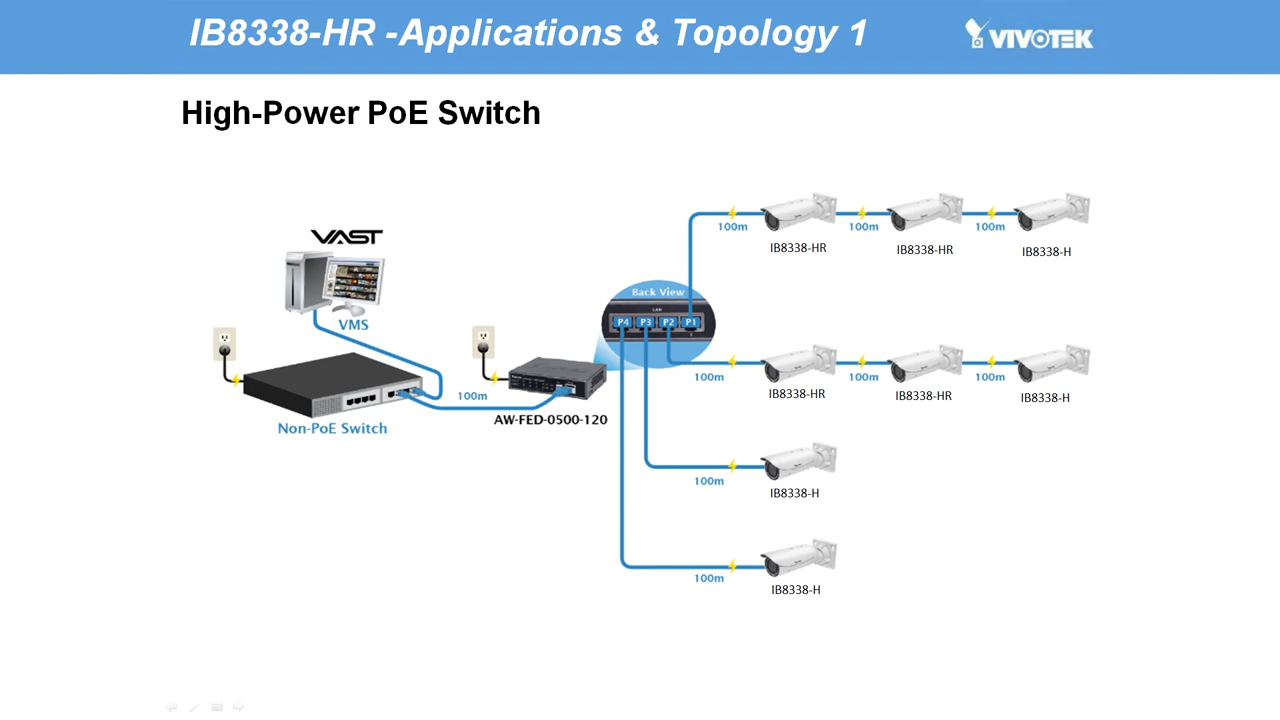 IB8338-HR -Applications & Topology 1
VIVOTEK
High-Power PoE Switch
100m
100m
100m
IB8338-HR
IB8338-HR
IB8338-H
VAST
VMS
Back View
LAN
P4
P3
P2
P1
100m
100m
100m
IB8338-HR
IB8338-HR
IB8338-H
100m
AW-FED-0500-120
Non-PoE Switch
100m
IB8338-H
100m
IB8338-H